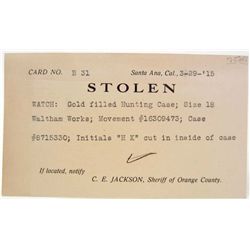 CARD NO. B 31 Santa Ana, Cal., 3-29-'15
STOLEN
WATCH: Gold filled Hunting Case; Size 18
Waltham Works; Movement #16309473; Case
#8715330; Initials "H K" cut in inside of case
If located, notify
C. E. JACKSON, Sheriff of Orange County.